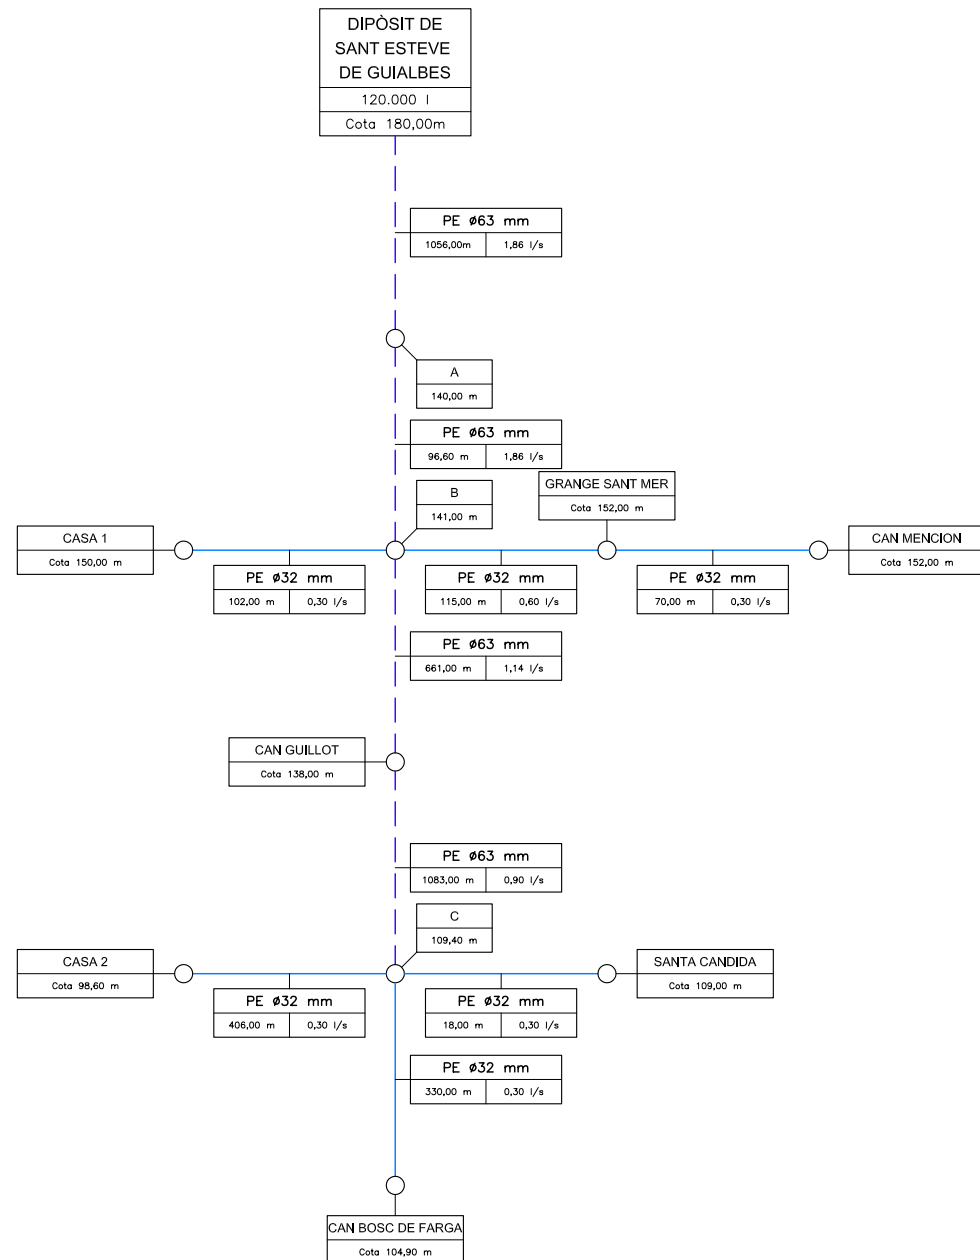 DIPÒSIT DE
SANT ESTEVE
DE GUIALBES
120.000 l
Cota 180,00m
PE ø63 mm
1056,00m 1,86 l/s
A
140,00 m
PE ø63 mm
96,60 m 1,86 l/s
GRANGE SANT MER
Cota 152,00 m
B
141,00 m
CASA 1
Cota 150,00 m
CAN MENCION
Cota 152,00 m
PE ø32 mm
102,00 m 0,30 l/s
PE ø32 mm
115,00 m 0,60 l/s
PE ø32 mm
70,00 m 0,30 l/s
PE ø63 mm
661,00 m 1,14 l/s
CAN GUILLOT
Cota 138,00 m
PE ø63 mm
1083,00 m 0,90 l/s
C
109,40 m
CASA 2
Cota 98,60 m
SANTA CANDIDA
Cota 109,00 m
PE ø32 mm
406,00 m 0,30 l/s
PE ø32 mm
18,00 m 0,30 l/s
PE ø32 mm
330,00 m 0,30 l/s
CAN BOSC DE FARGA
Cota 104,90 m